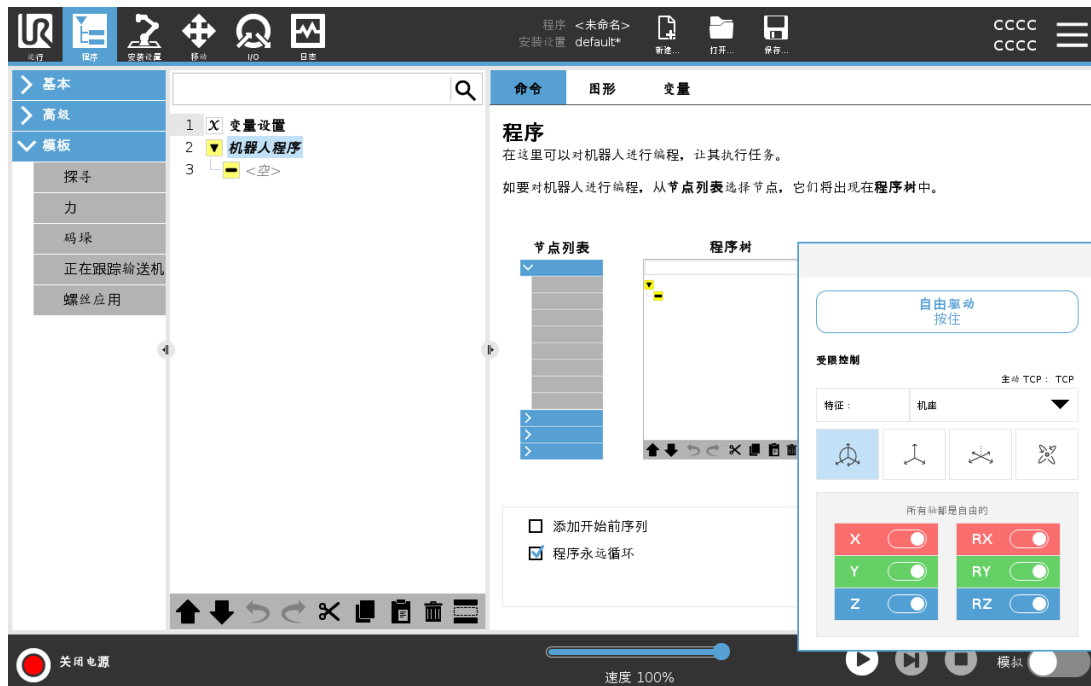 UR
运行
程序
安装设置
移动
I/O
日志
程序 <未命名>
安装设置 default*
新建...
打开...
保存...
CCCC
CCCC
基本
高级
模板
探寻
力
码垛
正在跟踪输送机
螺丝应用
1 X 变量设置
2 机器人程序
3 <空>
命令 图形 变量
程序
在这里可以对机器人进行编程，让其执行任务。
如要对机器人进行编程，从节点列表选择节点，它们将出现在程序树中。
节点列表
程序树
添加开始前序列
程序永远循环
自由驱动
按住
受限控制
主动 TCP： TCP
特征：
机座
所有轴都是自由的
X RX
Y RY
Z RZ
关闭电源
速度 100%
模拟